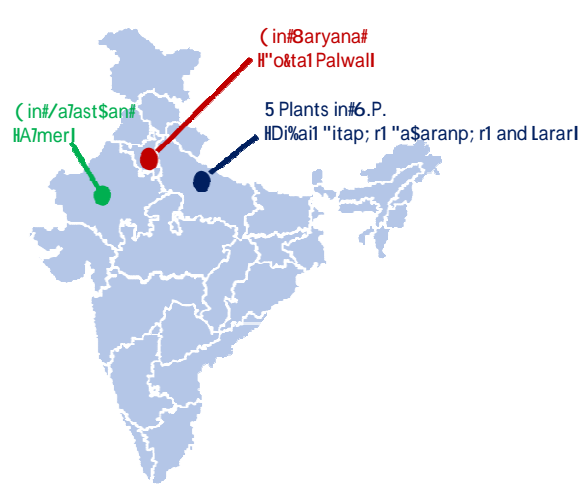 ( in#8aryana#
H"o&ta1 Palwall
( in#/a7ast$an#
HA7merJ
5 Plants in#6.P.
HDi%ai1 "itap; r1 "a$aranp; r1 and LararI